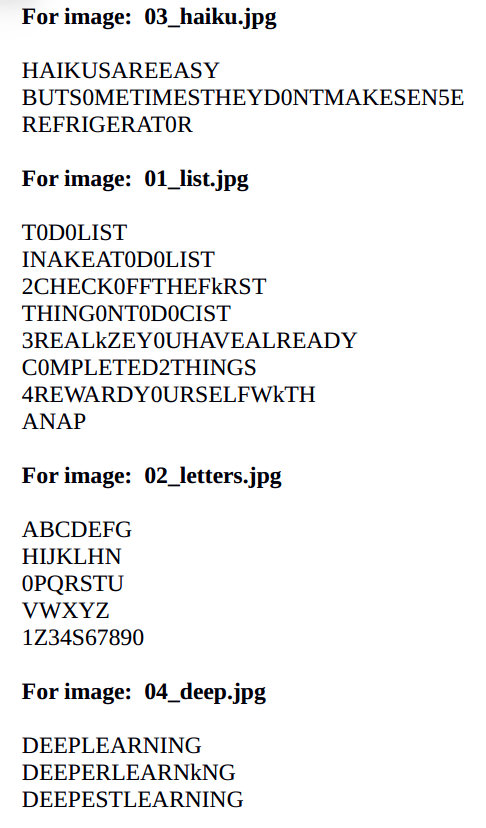 For image: 03_haiku.jpg
HAIKUSAREEASY
BUTS0METIMESTHEYD0NTMAKESEN5E
REFRIGERAT0R
For image: 01_list.jpg
T0D0LIST
INAKEAT0D0LIST
2CHECK0FFTHEFkRST
THING0NT0D0CIST
3REALkZEY0UHAVEALREADY
C0MPLETED2THINGS
4REWARDY0URSELFWkTH
ANAP
For image: 02_letters.jpg
ABCDEFG
HIJKLHN
0PQRSTU
VWXYZ
1Z34S67890
For image: 04_deep.jpg
DEEPLEARNING
DEEPERLEARNkNG
DEEPESTLEARNING